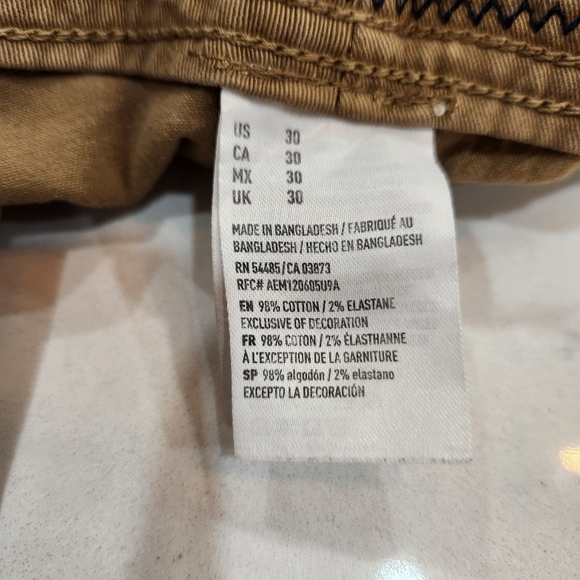 US 30
CA 30
MX 30
UK 30
MADE IN BANGLADESH / FABRIQUÉ AU
BANGLADESH / HECHO EN BANGLADESH
RN 54485/CA 03873
RFC# AEM120605U9A
EN 98% COTTON / 2% ELASTANE
EXCLUSIVE OF DECORATION
FR 98% COTON / 2% ÉLASTHANNE
À L'EXCEPTION DE LA GARNITURE
SP 98% algodón / 2% elastano
EXCEPTO LA DECORACIÓN